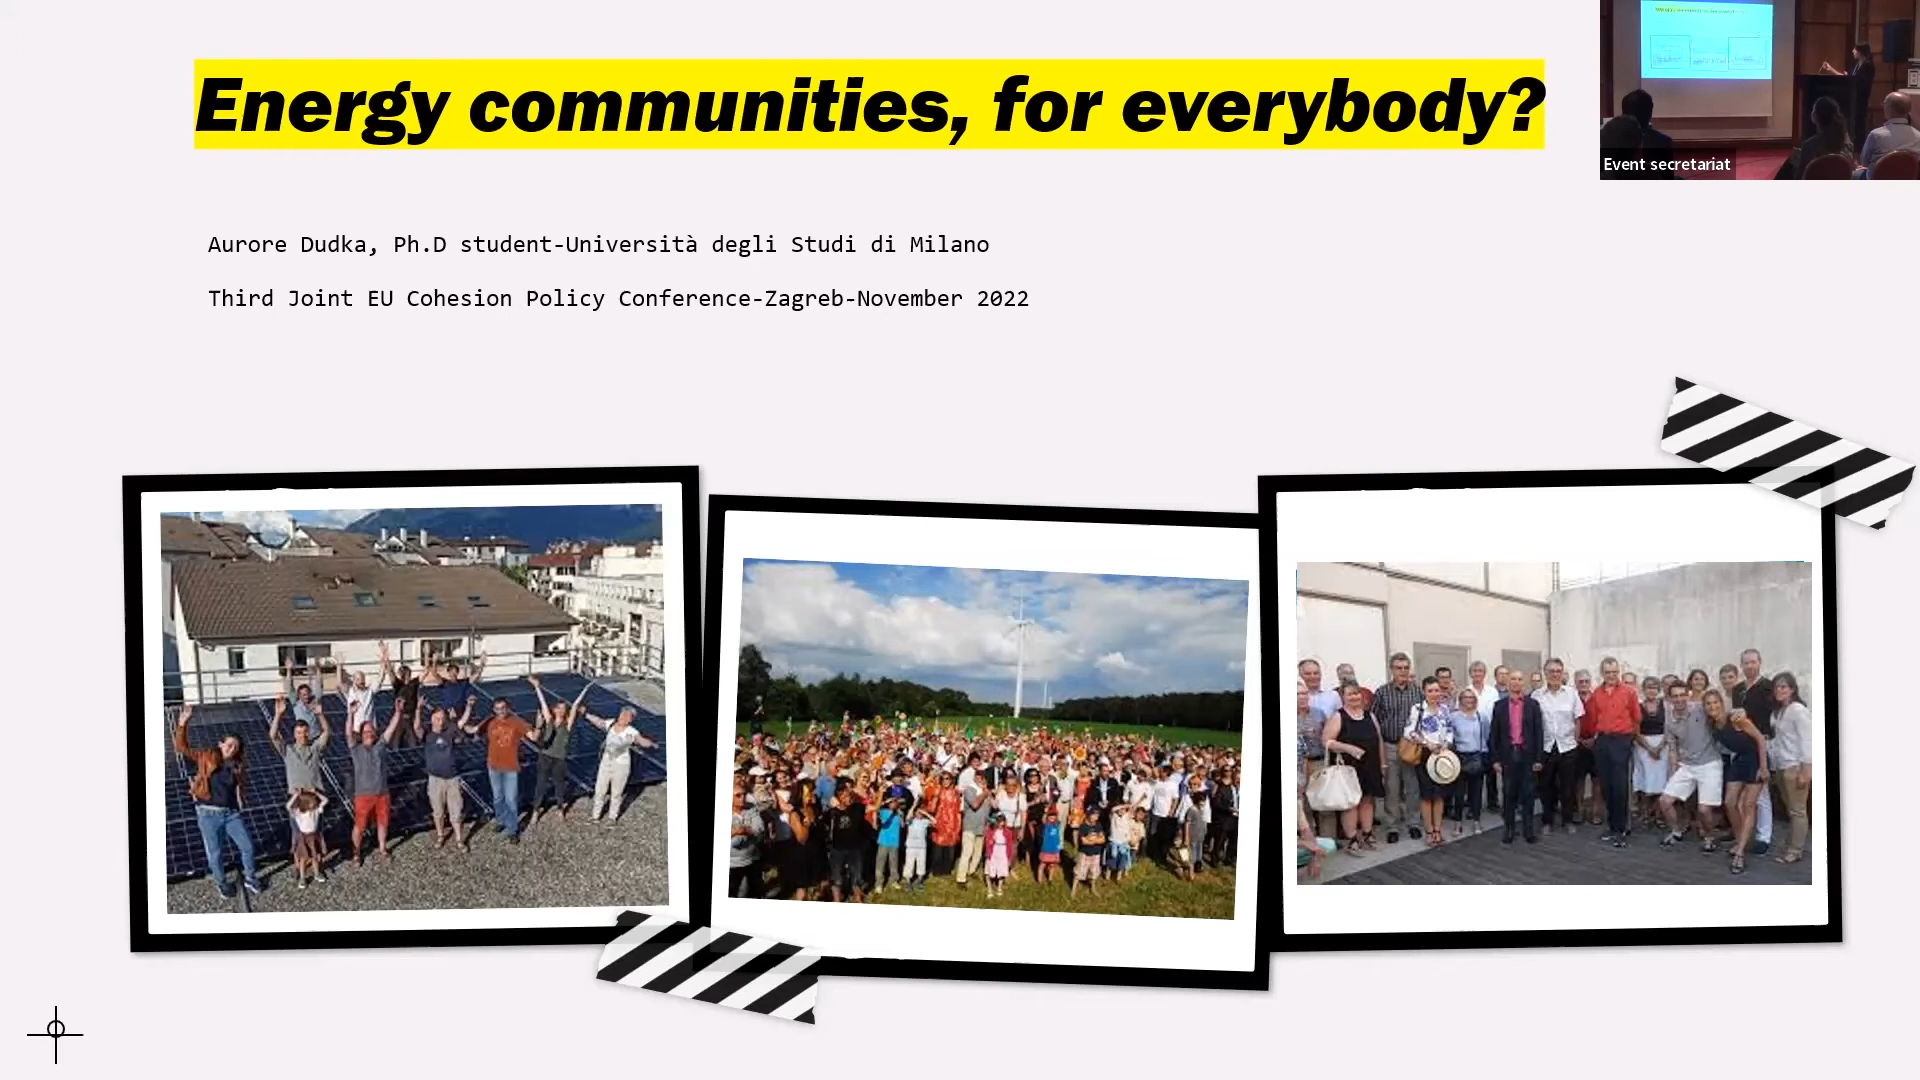 Energy communities, for everybody?
Event secretariat
Aurore Dudka, Ph.D student-Università degli Studi di Milano
Third Joint EU Cohesion Policy Conference-Zagreb-November 2022